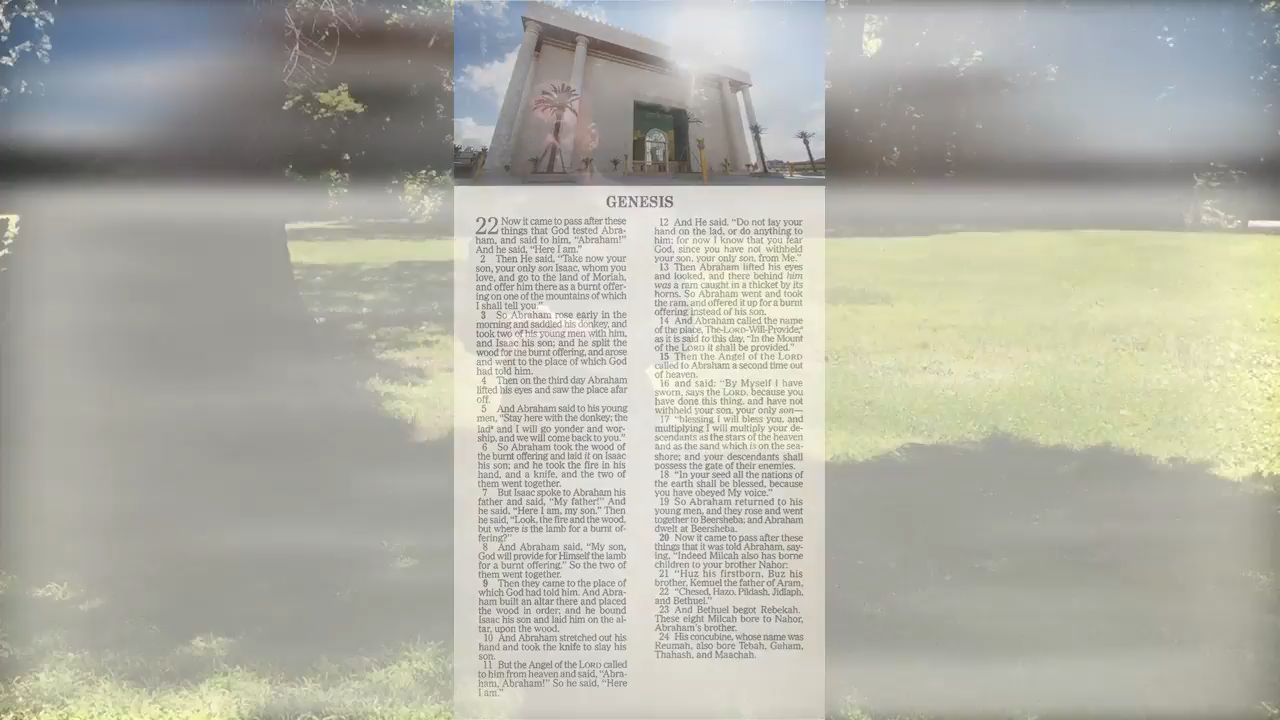 GENESIS
22 Now it came to pass after these
things that God tested Abra-
ham, and said to him, "Abraham!"
And he said, "Here I am."
2 Then He said, "Take now your
son, your only son Isaac, whom you
love, and go to the land of Moriah,
and offer him there as a burnt offer-
ing on one of the mountains of which
I shall tell you."
3 So Abraham rose early in the
morning and saddled his donkey, and
took two of his young men with him,
and Isaac his son; and he split the
wood for the burnt offering, and arose
and went to the place of which God
had told him.
4 Then on the third day Abraham
lifted his eyes and saw the place afar
off.
5 And Abraham said to his young
men, "Stay here with the donkey; the
lad* and I will go yonder and wor-
ship, and we will come back to you."
6 So Abraham took the wood of
the burnt offering and laid it on Isaac
his son; and he took the fire in his
hand, and a knife, and the two of
them went together.
7 But Isaac spoke to Abraham his
father and said, "My father!" And
he said, "Here I am, my son." Then
he said, "Look, the fire and the wood,
but where is the lamb for a burnt of-
fering?"
8 And Abraham said, "My son,
God will provide for Himself the lamb
for a burnt offering." So the two of
them went together.
9 Then they came to the place of
which God had told him. And Abra-
ham built an altar there and placed
the wood in order; and he bound
Isaac his son and laid him on the al-
tar, upon the wood.
10 And Abraham stretched out his
hand and took the knife to slay his
son.
11 But the Angel of the LORD called
to him from heaven and said, "Abra-
ham, Abraham!" So he said, "Here
I am."
12 And He said, "Do not lay your
hand on the lad, or do anything to
him; for now I know that you fear
God, since you have not withheld
your son, your only son, from Me."
13 Then Abraham lifted his eyes
and looked, and there behind him
was a ram caught in a thicket by its
horns. So Abraham went and took
the ram, and offered it up for a burnt
offering instead of his son.
14 And Abraham called the name
of the place, The-LORD-Will-Provide;*
as it is said to this day, "In the Mount
of the LORD it shall be provided."
15 Then the Angel of the LORD
called to Abraham a second time out
of heaven,
16 and said: "By Myself I have
sworn, says the LORD, because you
have done this thing, and have not
withheld your son, your only son—
17 "blessing I will bless you, and
multiplying I will multiply your de-
scendants as the stars of the heaven
and as the sand which is on the sea-
shore; and your descendants shall
possess the gate of their enemies.
18 "In your seed all the nations of
the earth shall be blessed, because
you have obeyed My voice."
19 So Abraham returned to his
young men, and they rose and went
together to Beersheba; and Abraham
dwelt at Beersheba.
20 Now it came to pass after these
things that it was told Abraham, say-
ing, "Indeed Milcah also has borne
children to your brother Nahor:
21 "Huz his firstborn, Buz his
brother, Kemuel the father of Aram,
22 "Chesed, Hazo, Pildash, Jidlaph,
and Bethuel."
23 And Bethuel begot Rebekah.
These eight Milcah bore to Nahor,
Abraham's brother.
24 His concubine, whose name was
Reumah, also bore Tebah, Gaham,
Thahash, and Maachah.